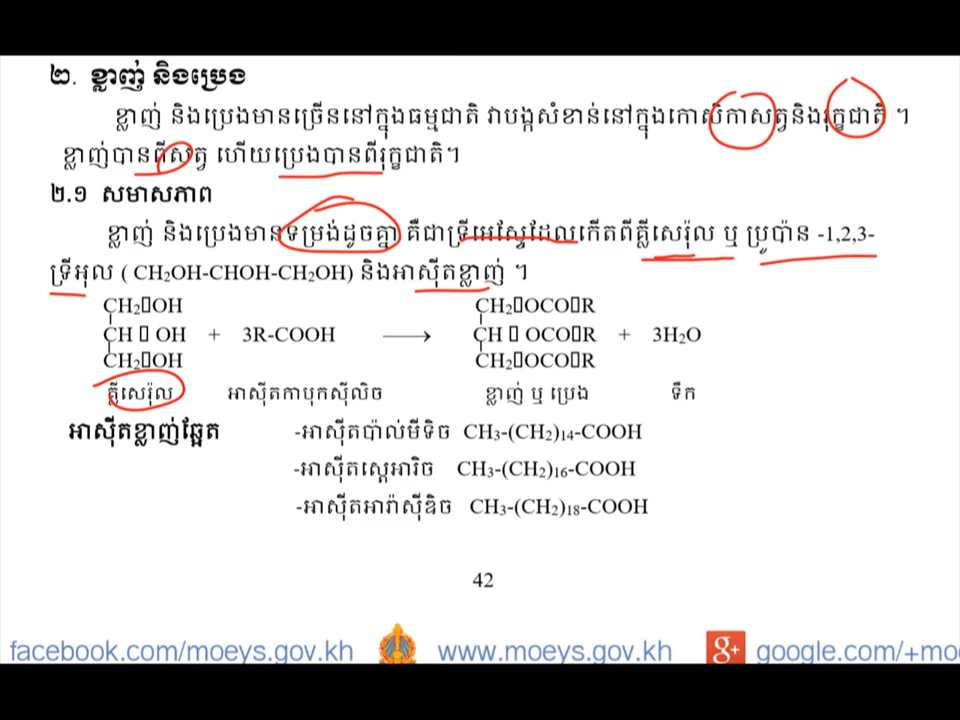 ២. ខ្លាញ់ និងប្រេង
ខ្លាញ់ និងប្រេងមានច្រើននៅក្នុងធម្មជាតិ វាបង្កសំខាន់នៅក្នុងកោសិកាសត្វនិងរុក្ខជាតិ ។
ខ្លាញ់បានពីសត្វ ហើយប្រេងបានពីរុក្ខជាតិ។
២.១ សមាសភាព
ខ្លាញ់ និងប្រេងមានទម្រង់ដូចគ្នា គឺជាទ្រីអេស្ទែដែលកើតពីគ្លីសេរ៉ុល ឬ ប្រូប៉ាន -1,2,3-
ទ្រីអុល ( CH₂OH-CHOH-CH₂OH) និងអាស៊ីតខ្លាញ់ ។
CH₂▯OH CH₂▯OCO▯R
CH ▯ OH + 3R-COOH ⟶ CH ▯ OCO▯R + 3H₂O
CH₂▯OH CH₂▯OCO▯R
គ្លីសេរ៉ុល អាស៊ីតកាបុកស៊ីលិច ខ្លាញ់ ឬ ប្រេង ទឹក
អាស៊ីតខ្លាញ់ឆ្អែត -អាស៊ីតប៉ាល់មីទិច CH₃-(CH₂)₁₄-COOH
-អាស៊ីតស្តេអារិច CH₃-(CH₂)₁₆-COOH
-អាស៊ីតអារ៉ាស៊ីឌិច CH₃-(CH₂)₁₈-COOH
42
facebook.com/moeys.gov.kh www.moeys.gov.kh g+ google.com/+mo